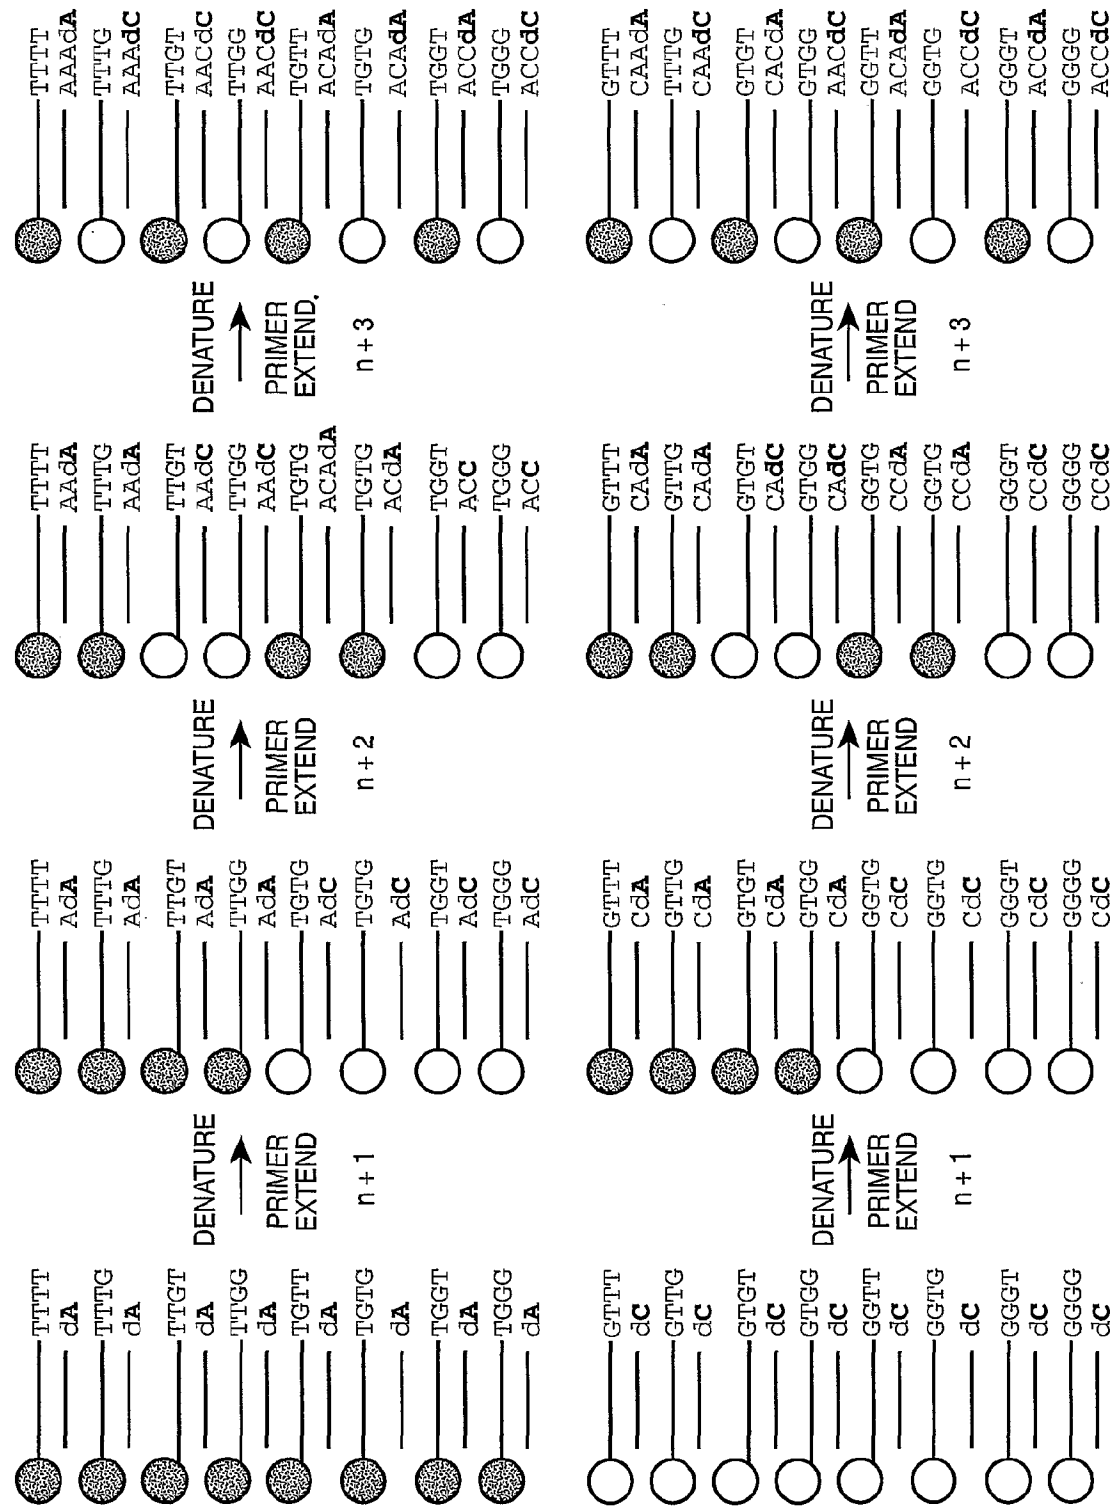 TTTT
dA
TTTG
dA
TTGT
dA
TTGG
dA
TGTT
dA
TGTG
dA
TGGT
dA
TGGG
dA
DENATURE
PRIMER
EXTEND
n + 1
TTTT
AdA
TTTG
AdA
TTGT
AdA
TTGG
AdA
TGTG
AdC
TGTG
AdC
TGGT
AdC
TGGG
AdC
DENATURE
PRIMER
EXTEND
n + 2
TTTT
AAdA
TTTG
AAdA
TTGT
AAdC
TTGG
AAdC
TGTG
ACAdA
TGTG
ACdA
TGGT
ACC
TGGG
ACC
DENATURE
PRIMER
EXTEND.
n + 3
TTTT
AAAdA
TTTG
AAAdC
TTGT
AACdC
TTGG
AACdC
TGTT
ACAdA
TGTG
ACAdA
TGGT
ACCdA
TGGG
ACCdC
GTTT
dC
GTTG
dC
GTGT
dC
GTGG
dC
GGTT
dC
GGTG
dC
GGGT
dC
GGGG
dC
DENATURE
PRIMER
EXTEND
n + 1
GTTT
CdA
GTTG
CdA
GTGT
CdA
GTGG
CdA
GGTG
CdC
GGTG
CdC
GGGT
CdC
GGGG
CdC
DENATURE
PRIMER
EXTEND
n + 2
GTTT
CAdA
GTTG
CAdA
GTGT
CAdC
GTGG
CAdC
GGTG
CCdA
GGTG
CCdA
GGGT
CCdC
GGGG
CCdC
DENATURE
PRIMER
EXTEND
n + 3
GTTT
CAAdA
TTTG
CAAdC
GTGT
CACdA
GTGG
AACdC
GGTT
ACAdA
GGTG
ACCdC
GGGT
ACCdA
GGGG
ACCdC